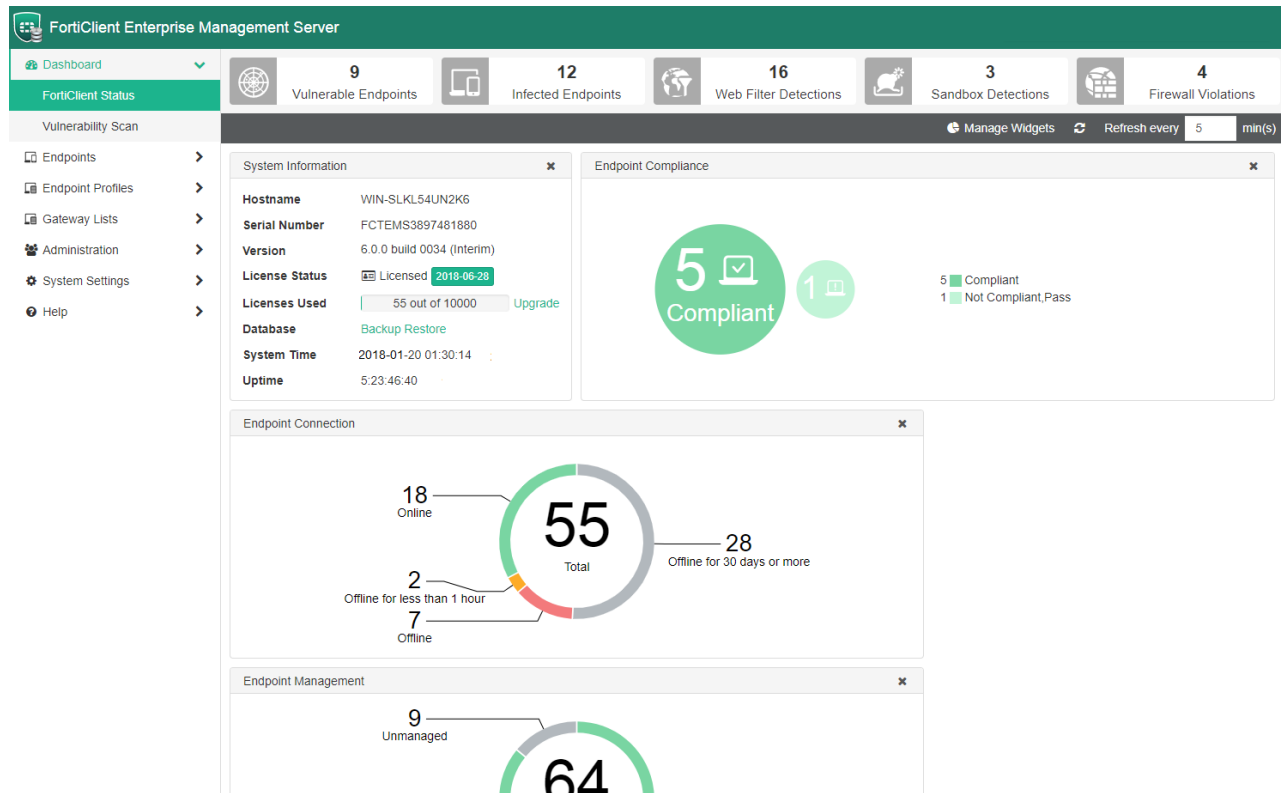 FortiClient Enterprise Management Server
Dashboard
FortiClient Status
Vulnerability Scan
Endpoints
Endpoint Profiles
Gateway Lists
Administration
System Settings
Help
9
Vulnerable Endpoints
12
Infected Endpoints
16
Web Filter Detections
3
Sandbox Detections
4
Firewall Violations
Manage Widgets Refresh every 5 min(s)
System Information
Hostname WIN-SLKL54UN2K6
Serial Number FCTEMS3897481880
Version 6.0.0 build 0034 (Interim)
License Status Licensed 2018-06-28
Licenses Used 55 out of 10000 Upgrade
Database Backup Restore
System Time 2018-01-20 01:30:14
Uptime 5:23:46:40
Endpoint Compliance
5
Compliant
1
5 Compliant
1 Not Compliant,Pass
Endpoint Connection
18
Online
2
Offline for less than 1 hour
7
Offline
55
Total
28
Offline for 30 days or more
Endpoint Management
9
Unmanaged
64